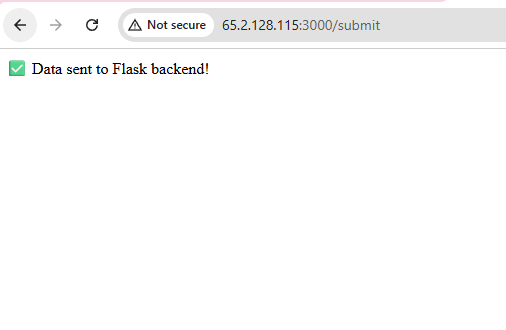 Not secure 65.2.128.115:3000/submit
✅ Data sent to Flask backend!